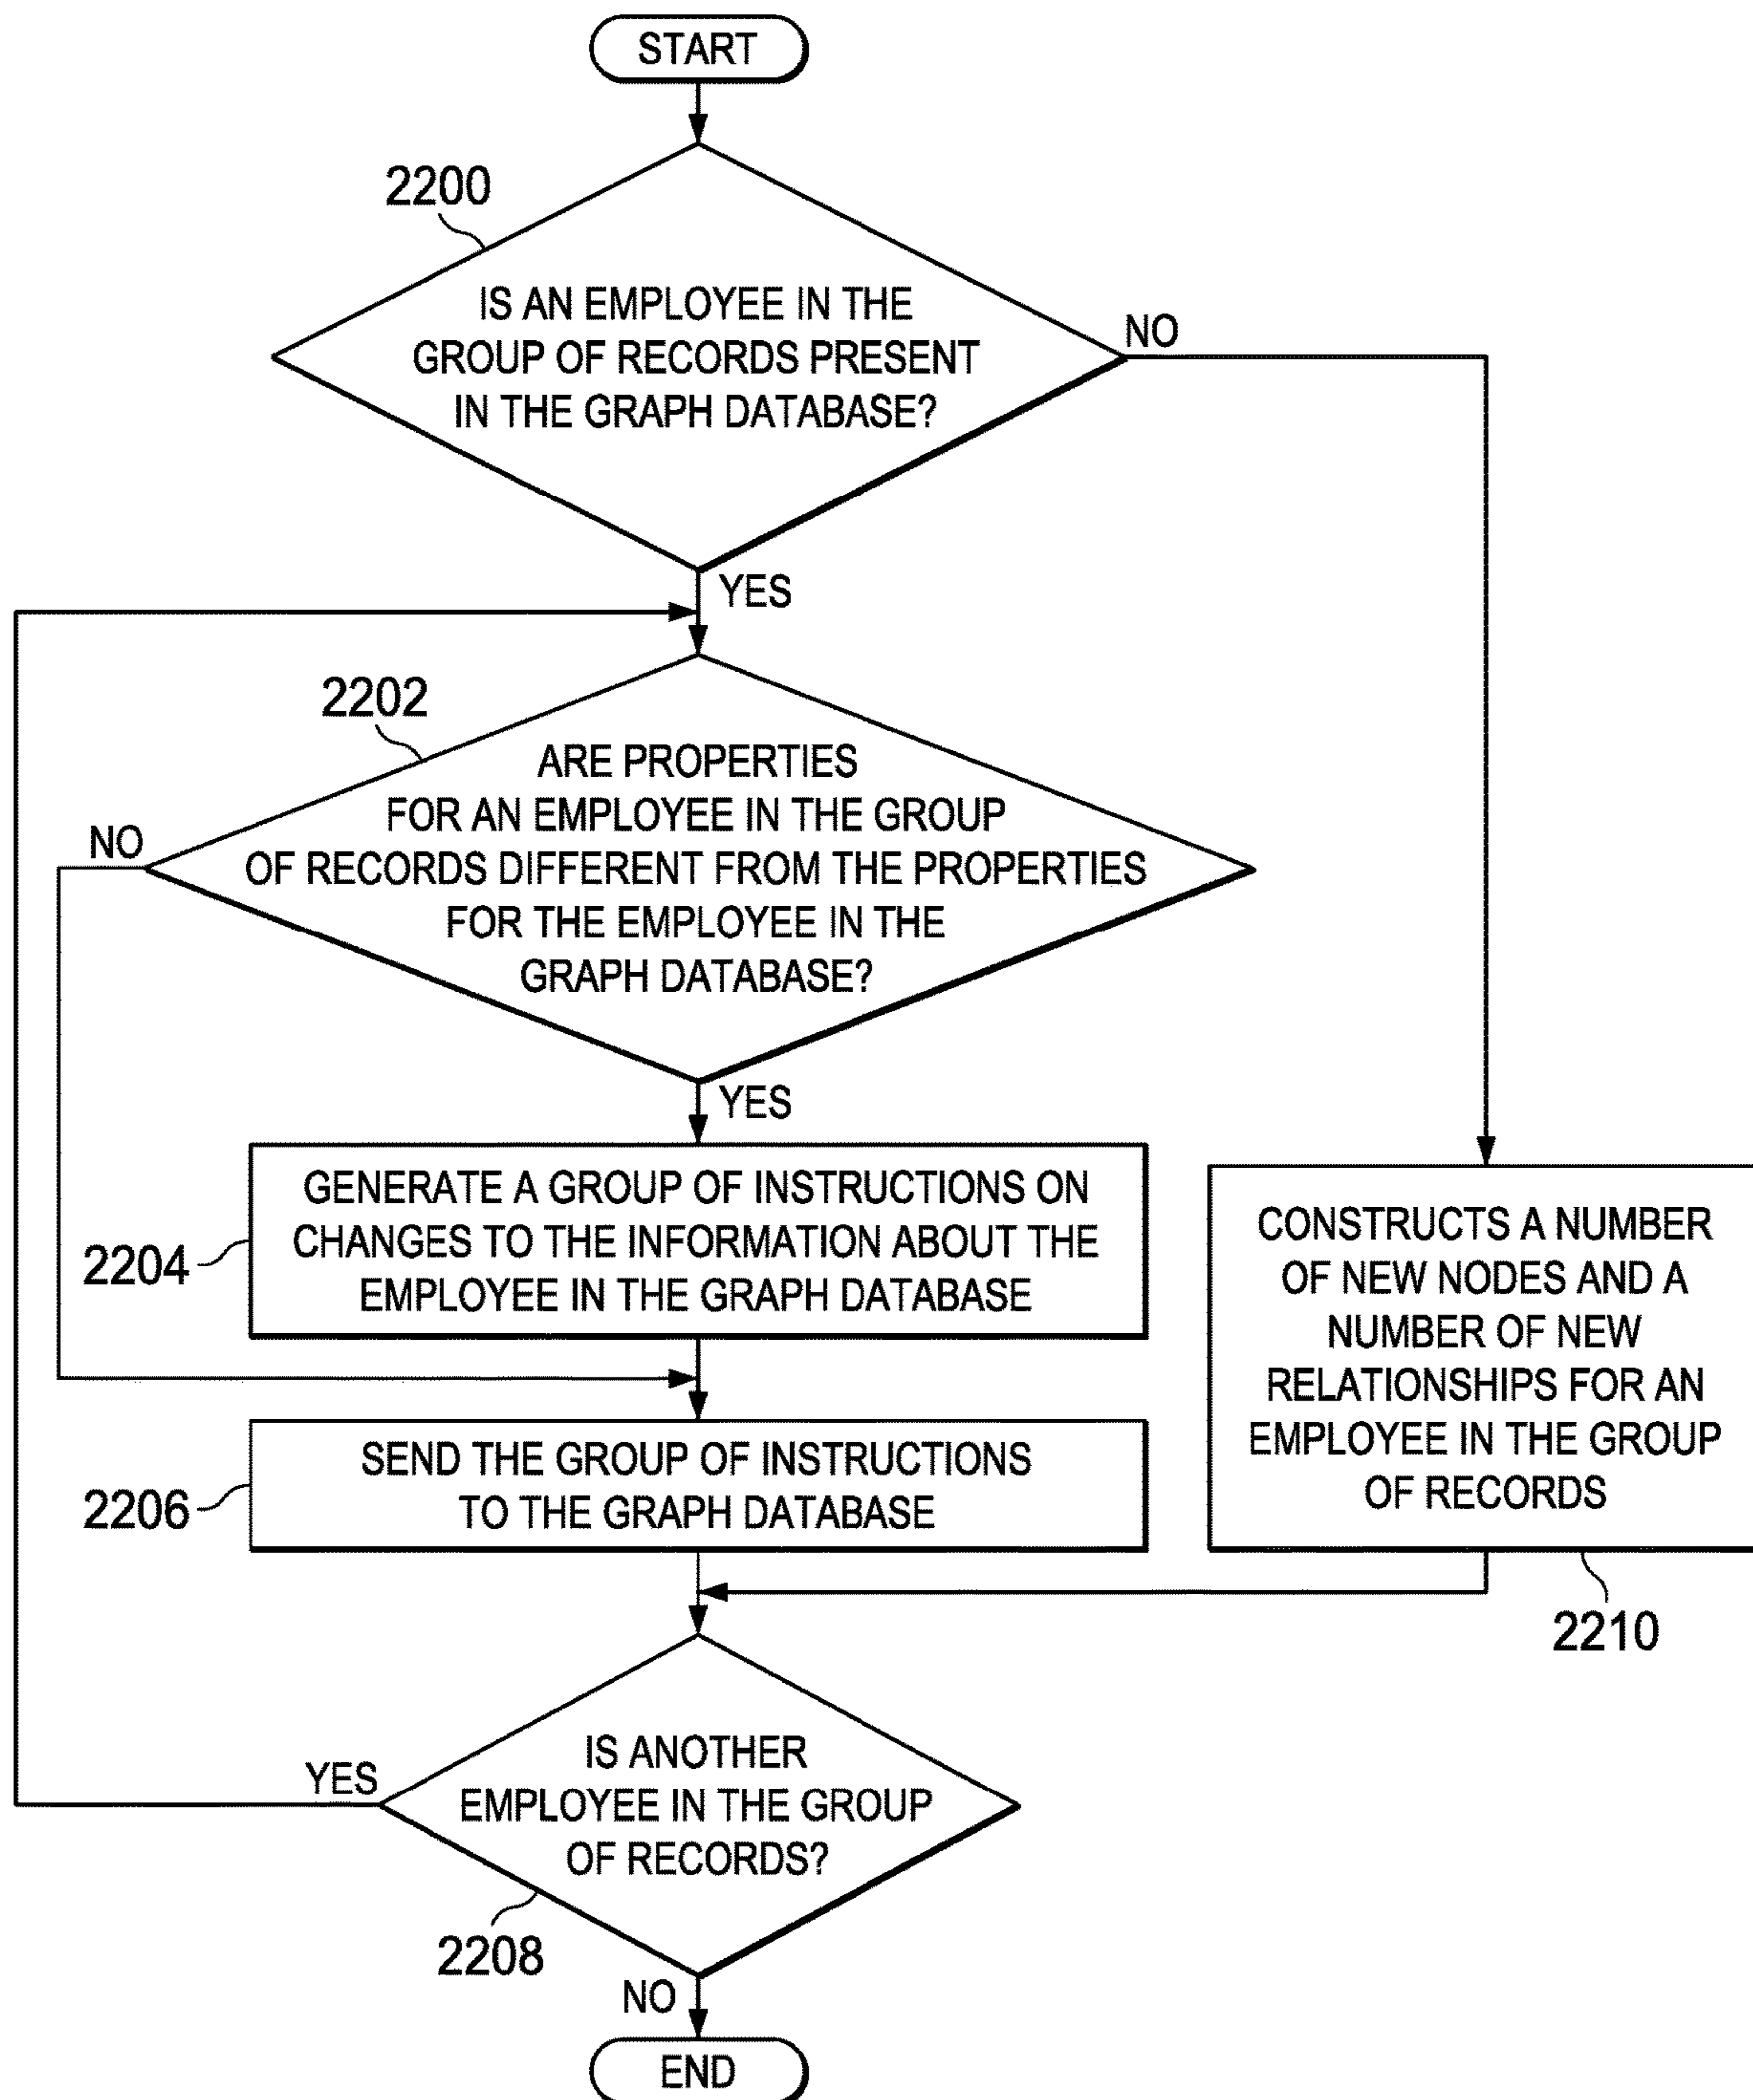 START
2200
IS AN EMPLOYEE IN THE
GROUP OF RECORDS PRESENT
IN THE GRAPH DATABASE?
NO
YES
2202
ARE PROPERTIES
FOR AN EMPLOYEE IN THE GROUP
OF RECORDS DIFFERENT FROM THE PROPERTIES
FOR THE EMPLOYEE IN THE
GRAPH DATABASE?
NO
YES
2204
GENERATE A GROUP OF INSTRUCTIONS ON
CHANGES TO THE INFORMATION ABOUT THE
EMPLOYEE IN THE GRAPH DATABASE
CONSTRUCTS A NUMBER
OF NEW NODES AND A
NUMBER OF NEW
RELATIONSHIPS FOR AN
EMPLOYEE IN THE GROUP
OF RECORDS
2210
2206
SEND THE GROUP OF INSTRUCTIONS
TO THE GRAPH DATABASE
YES
IS ANOTHER
EMPLOYEE IN THE GROUP
OF RECORDS?
2208
NO
END